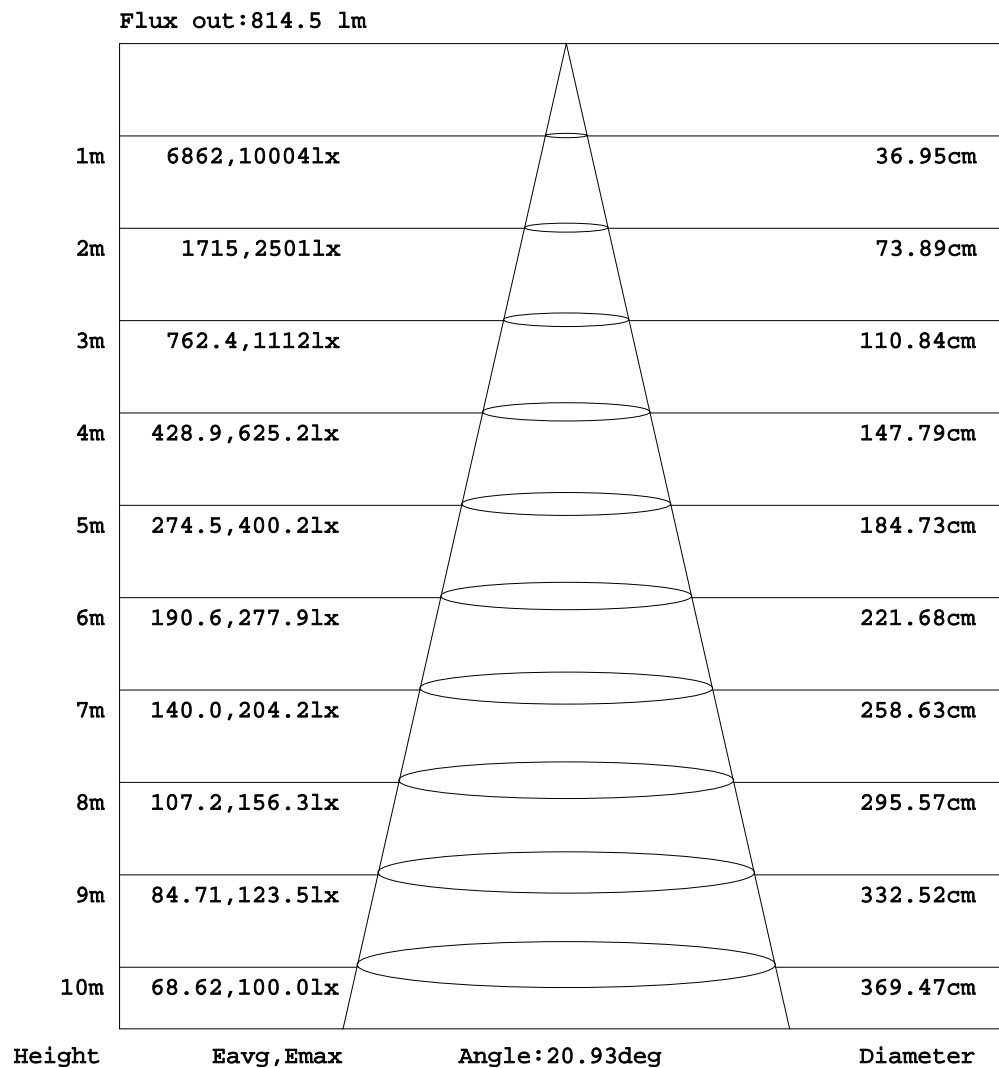 Flux out:814.5 lm
1m 6862,10004lx 36.95cm
2m 1715,2501lx 73.89cm
3m 762.4,1112lx 110.84cm
4m 428.9,625.2lx 147.79cm
5m 274.5,400.2lx 184.73cm
6m 190.6,277.9lx 221.68cm
7m 140.0,204.2lx 258.63cm
8m 107.2,156.3lx 295.57cm
9m 84.71,123.5lx 332.52cm
10m 68.62,100.0lx 369.47cm
Height Eavg,Emax Angle:20.93deg Diameter